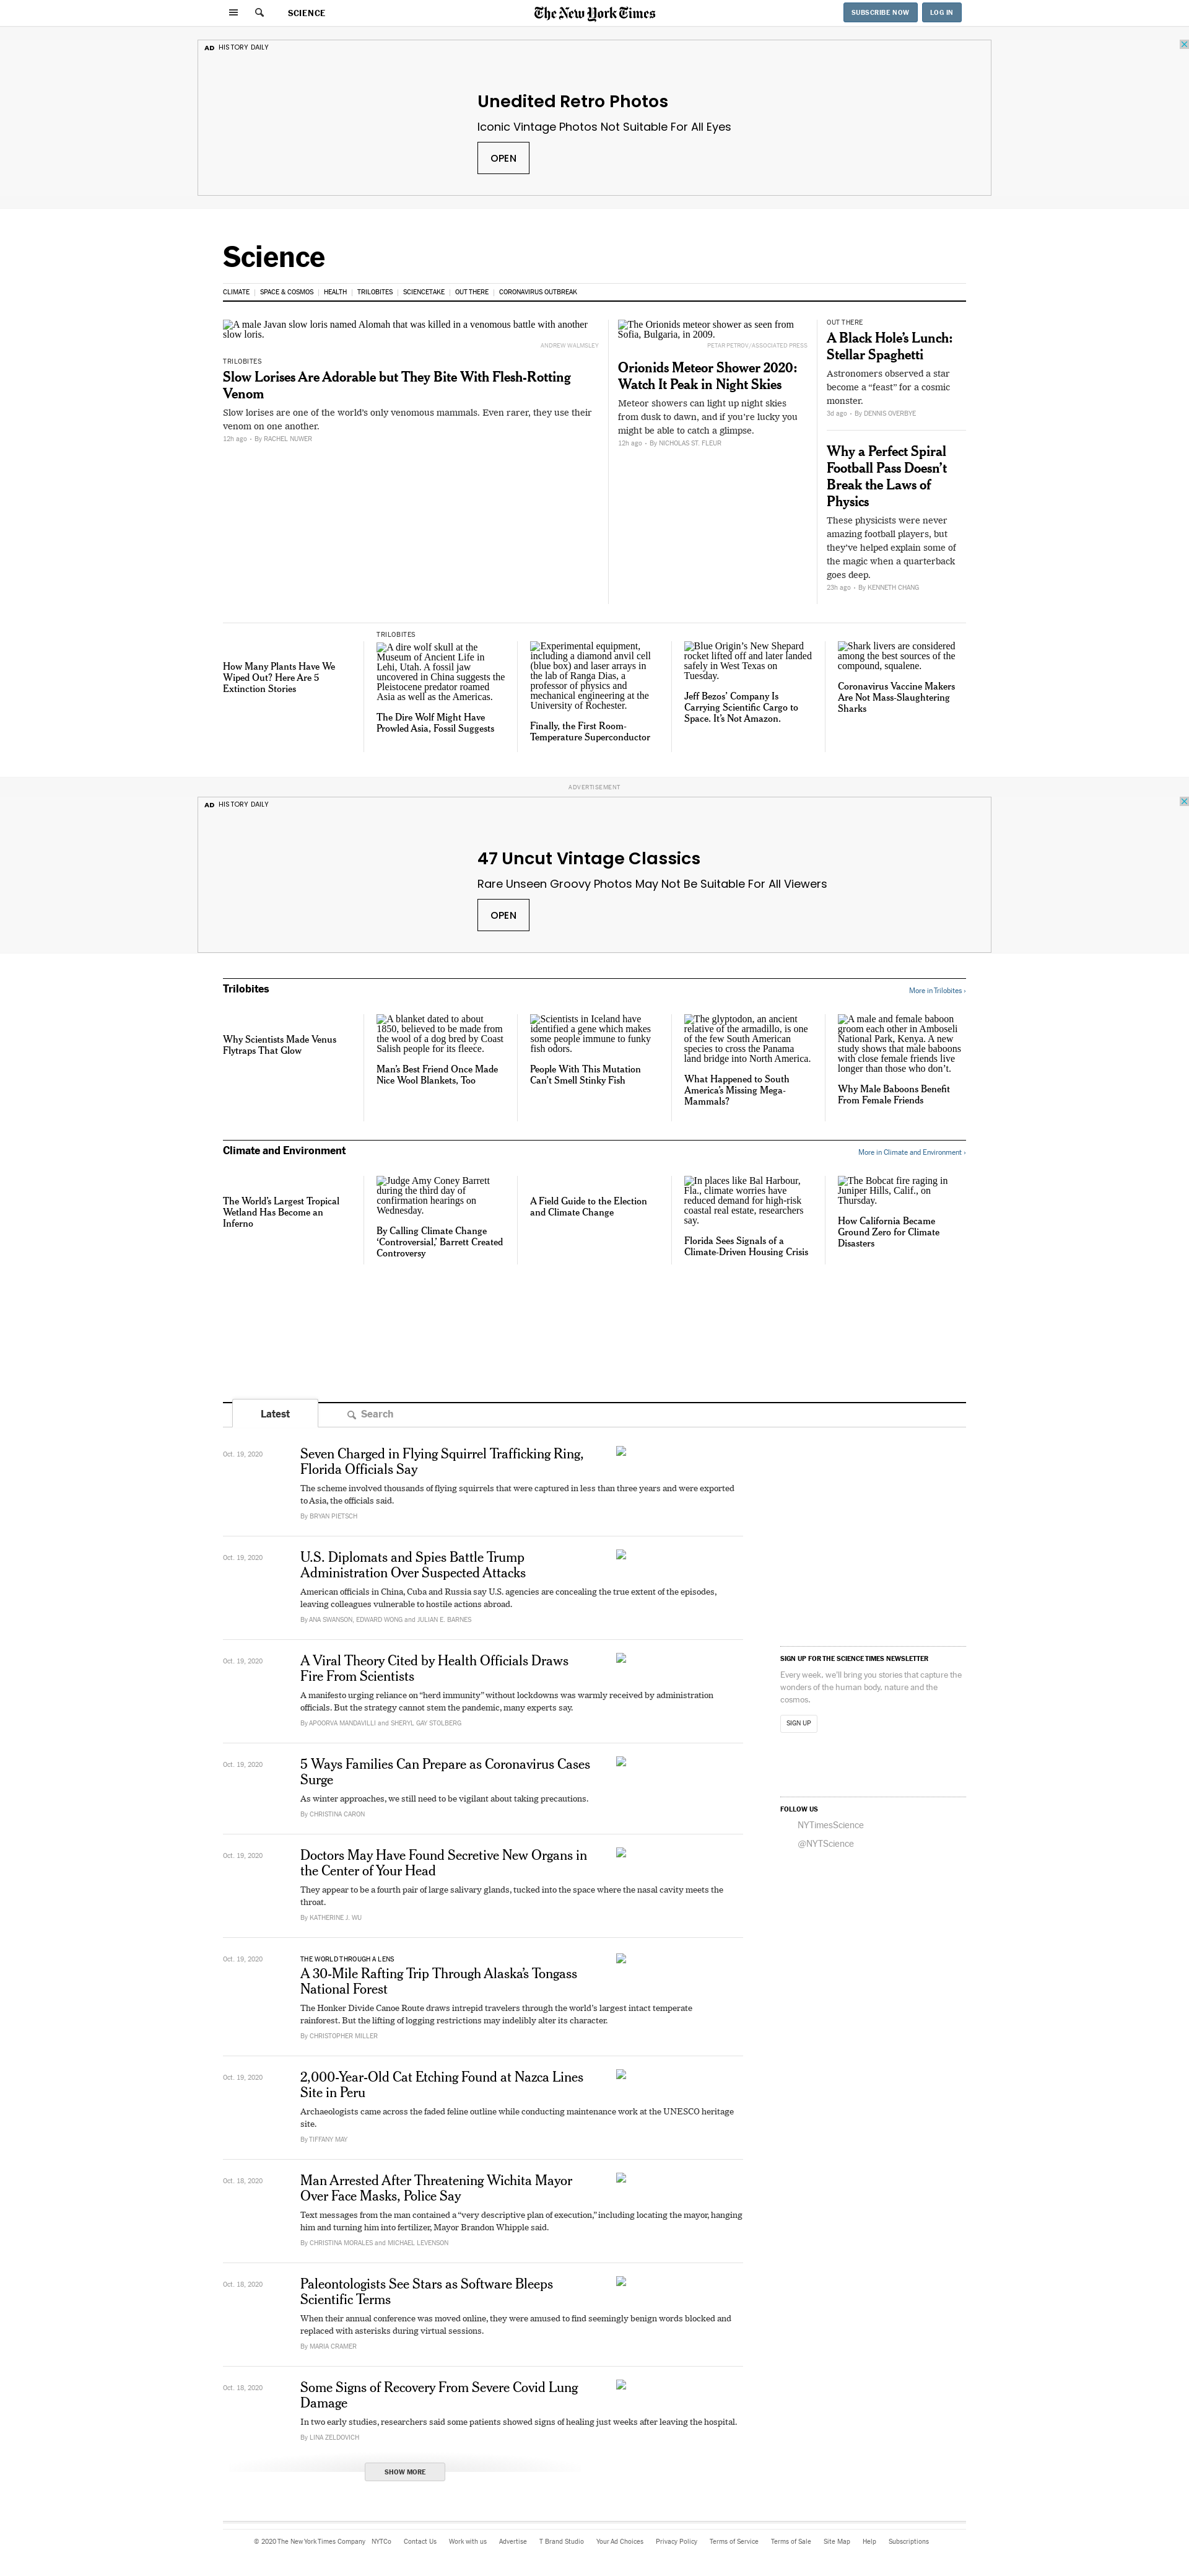 SCIENCE
The New York Times
SUBSCRIBE NOW
LOG IN
AD HISTORY DAILY
Unedited Retro Photos
Iconic Vintage Photos Not Suitable For All Eyes
OPEN
Science
CLIMATE
SPACE & COSMOS
HEALTH
TRILOBITES
SCIENCETAKE
OUT THERE
CORONAVIRUS OUTBREAK
A male Javan slow loris named Alomah that was killed in a venomous battle with another
slow loris.
ANDREW WALMSLEY
TRILOBITES
Slow Lorises Are Adorable but They Bite With Flesh-Rotting
Venom
Slow lorises are one of the world's only venomous mammals. Even rarer, they use their
venom on one another.
12h ago • By RACHEL NUWER
The Orionids meteor shower as seen from
Sofia, Bulgaria, in 2009.
PETAR PETROV/ASSOCIATED PRESS
Orionids Meteor Shower 2020:
Watch It Peak in Night Skies
Meteor showers can light up night skies
from dusk to dawn, and if you're lucky you
might be able to catch a glimpse.
12h ago • By NICHOLAS ST. FLEUR
OUT THERE
A Black Hole's Lunch:
Stellar Spaghetti
Astronomers observed a star
become a “feast” for a cosmic
monster.
3d ago • By DENNIS OVERBYE
Why a Perfect Spiral
Football Pass Doesn't
Break the Laws of
Physics
These physicists were never
amazing football players, but
they've helped explain some of
the magic when a quarterback
goes deep.
23h ago • By KENNETH CHANG
How Many Plants Have We
Wiped Out? Here Are 5
Extinction Stories
TRILOBITES
A dire wolf skull at the
Museum of Ancient Life in
Lehi, Utah. A fossil jaw
uncovered in China suggests the
Pleistocene predator roamed
Asia as well as the Americas.
The Dire Wolf Might Have
Prowled Asia, Fossil Suggests
Experimental equipment,
including a diamond anvil cell
(blue box) and laser arrays in
the lab of Ranga Dias, a
professor of physics and
mechanical engineering at the
University of Rochester.
Finally, the First Room-
Temperature Superconductor
Blue Origin's New Shepard
rocket lifted off and later landed
safely in West Texas on
Tuesday.
Jeff Bezos' Company Is
Carrying Scientific Cargo to
Space. It's Not Amazon.
Shark livers are considered
among the best sources of the
compound, squalene.
Coronavirus Vaccine Makers
Are Not Mass-Slaughtering
Sharks
ADVERTISEMENT
AD HISTORY DAILY
47 Uncut Vintage Classics
Rare Unseen Groovy Photos May Not Be Suitable For All Viewers
OPEN
Trilobites
More in Trilobites ›
Why Scientists Made Venus
Flytraps That Glow
A blanket dated to about
1850, believed to be made from
the wool of a dog bred by Coast
Salish people for its fleece.
Man's Best Friend Once Made
Nice Wool Blankets, Too
Scientists in Iceland have
identified a gene which makes
some people immune to funky
fish odors.
People With This Mutation
Can't Smell Stinky Fish
The glyptodon, an ancient
relative of the armadillo, is one
of the few South American
species to cross the Panama
land bridge into North America.
What Happened to South
America's Missing Mega-
Mammals?
A male and female baboon
groom each other in Amboseli
National Park, Kenya. A new
study shows that male baboons
with close female friends live
longer than those who don't.
Why Male Baboons Benefit
From Female Friends
Climate and Environment
More in Climate and Environment ›
The World's Largest Tropical
Wetland Has Become an
Inferno
Judge Amy Coney Barrett
during the third day of
confirmation hearings on
Wednesday.
By Calling Climate Change
'Controversial,' Barrett Created
Controversy
A Field Guide to the Election
and Climate Change
In places like Bal Harbour,
Fla., climate worries have
reduced demand for high-risk
coastal real estate, researchers
say.
Florida Sees Signals of a
Climate-Driven Housing Crisis
The Bobcat fire raging in
Juniper Hills, Calif., on
Thursday.
How California Became
Ground Zero for Climate
Disasters
Latest
Search
Oct. 19, 2020
Seven Charged in Flying Squirrel Trafficking Ring,
Florida Officials Say
The scheme involved thousands of flying squirrels that were captured in less than three years and were exported
to Asia, the officials said.
By BRYAN PIETSCH
Oct. 19, 2020
U.S. Diplomats and Spies Battle Trump
Administration Over Suspected Attacks
American officials in China, Cuba and Russia say U.S. agencies are concealing the true extent of the episodes,
leaving colleagues vulnerable to hostile actions abroad.
By ANA SWANSON, EDWARD WONG and JULIAN E. BARNES
Oct. 19, 2020
A Viral Theory Cited by Health Officials Draws
Fire From Scientists
A manifesto urging reliance on “herd immunity” without lockdowns was warmly received by administration
officials. But the strategy cannot stem the pandemic, many experts say.
By APOORVA MANDAVILLI and SHERYL GAY STOLBERG
Oct. 19, 2020
5 Ways Families Can Prepare as Coronavirus Cases
Surge
As winter approaches, we still need to be vigilant about taking precautions.
By CHRISTINA CARON
Oct. 19, 2020
Doctors May Have Found Secretive New Organs in
the Center of Your Head
They appear to be a fourth pair of large salivary glands, tucked into the space where the nasal cavity meets the
throat.
By KATHERINE J. WU
Oct. 19, 2020
THE WORLD THROUGH A LENS
A 30-Mile Rafting Trip Through Alaska's Tongass
National Forest
The Honker Divide Canoe Route draws intrepid travelers through the world's largest intact temperate
rainforest. But the lifting of logging restrictions may indelibly alter its character.
By CHRISTOPHER MILLER
Oct. 19, 2020
2,000-Year-Old Cat Etching Found at Nazca Lines
Site in Peru
Archaeologists came across the faded feline outline while conducting maintenance work at the UNESCO heritage
site.
By TIFFANY MAY
Oct. 18, 2020
Man Arrested After Threatening Wichita Mayor
Over Face Masks, Police Say
Text messages from the man contained a “very descriptive plan of execution,” including locating the mayor, hanging
him and turning him into fertilizer, Mayor Brandon Whipple said.
By CHRISTINA MORALES and MICHAEL LEVENSON
Oct. 18, 2020
Paleontologists See Stars as Software Bleeps
Scientific Terms
When their annual conference was moved online, they were amused to find seemingly benign words blocked and
replaced with asterisks during virtual sessions.
By MARIA CRAMER
Oct. 18, 2020
Some Signs of Recovery From Severe Covid Lung
Damage
In two early studies, researchers said some patients showed signs of healing just weeks after leaving the hospital.
By LINA ZELDOVICH
SHOW MORE
SIGN UP FOR THE SCIENCE TIMES NEWSLETTER
Every week, we'll bring you stories that capture the
wonders of the human body, nature and the
cosmos.
SIGN UP
FOLLOW US
NYTimesScience
@NYTScience
© 2020 The New York Times Company NYTCo Contact Us Work with us Advertise T Brand Studio Your Ad Choices Privacy Policy Terms of Service Terms of Sale Site Map Help Subscriptions